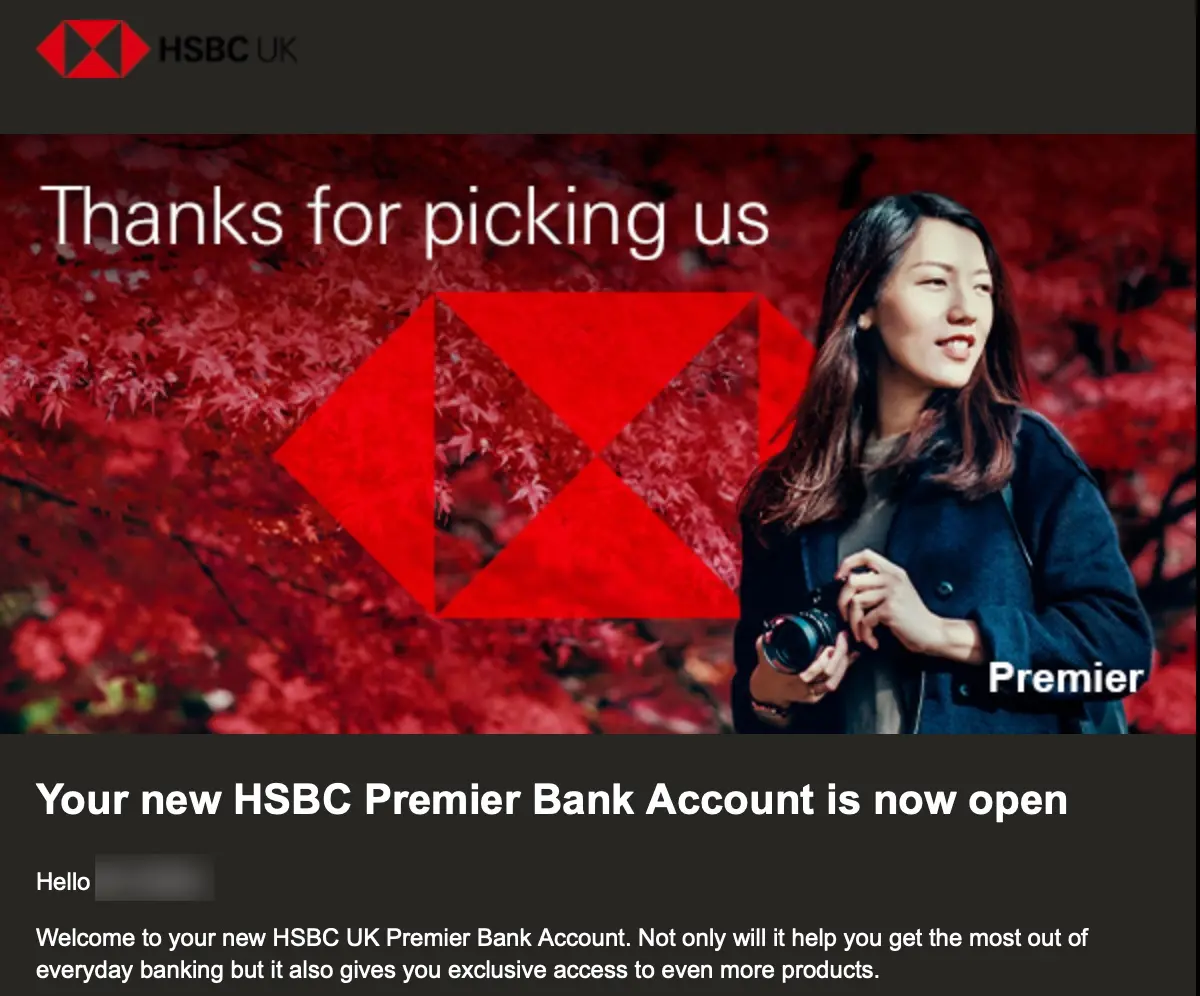 HSBC UK
Thanks for picking us
Premier
Your new HSBC Premier Bank Account is now open
Hello
Welcome to your new HSBC UK Premier Bank Account. Not only will it help you get the most out of
everyday banking but it also gives you exclusive access to even more products.